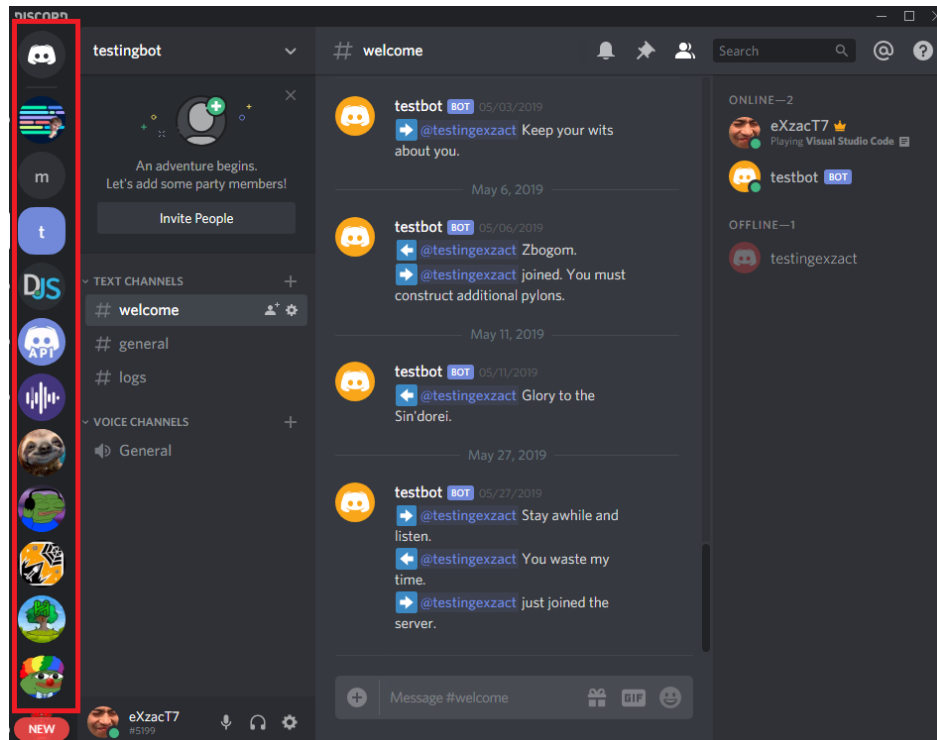 DISCORD
m
t
DJS
API
NEW
testingbot
An adventure begins.
Let's add some party members!
Invite People
TEXT CHANNELS
# welcome
# general
# logs
VOICE CHANNELS
General
eXzacT7
#5199
# welcome
Search
testbot BOT 05/03/2019
@testingexzact Keep your wits
about you.
May 6, 2019
testbot BOT 05/06/2019
@testingexzact Zbogom.
@testingexzact joined. You must
construct additional pylons.
May 11, 2019
testbot BOT 05/11/2019
@testingexzact Glory to the
Sin'dorei.
May 27, 2019
testbot BOT 05/27/2019
@testingexzact Stay awhile and
listen.
@testingexzact You waste my
time.
@testingexzact just joined the
server.
Message #welcome
GIF
ONLINE—2
eXzacT7
Playing Visual Studio Code
testbot BOT
OFFLINE—1
testingexzact